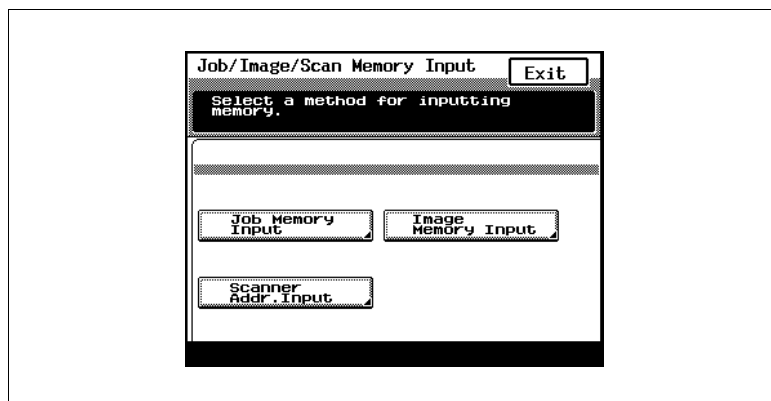 Job/Image/Scan Memory Input
Exit
Select a method for inputting
memory.
Job Memory
Input
Image
Memory Input
Scanner
Addr.Input